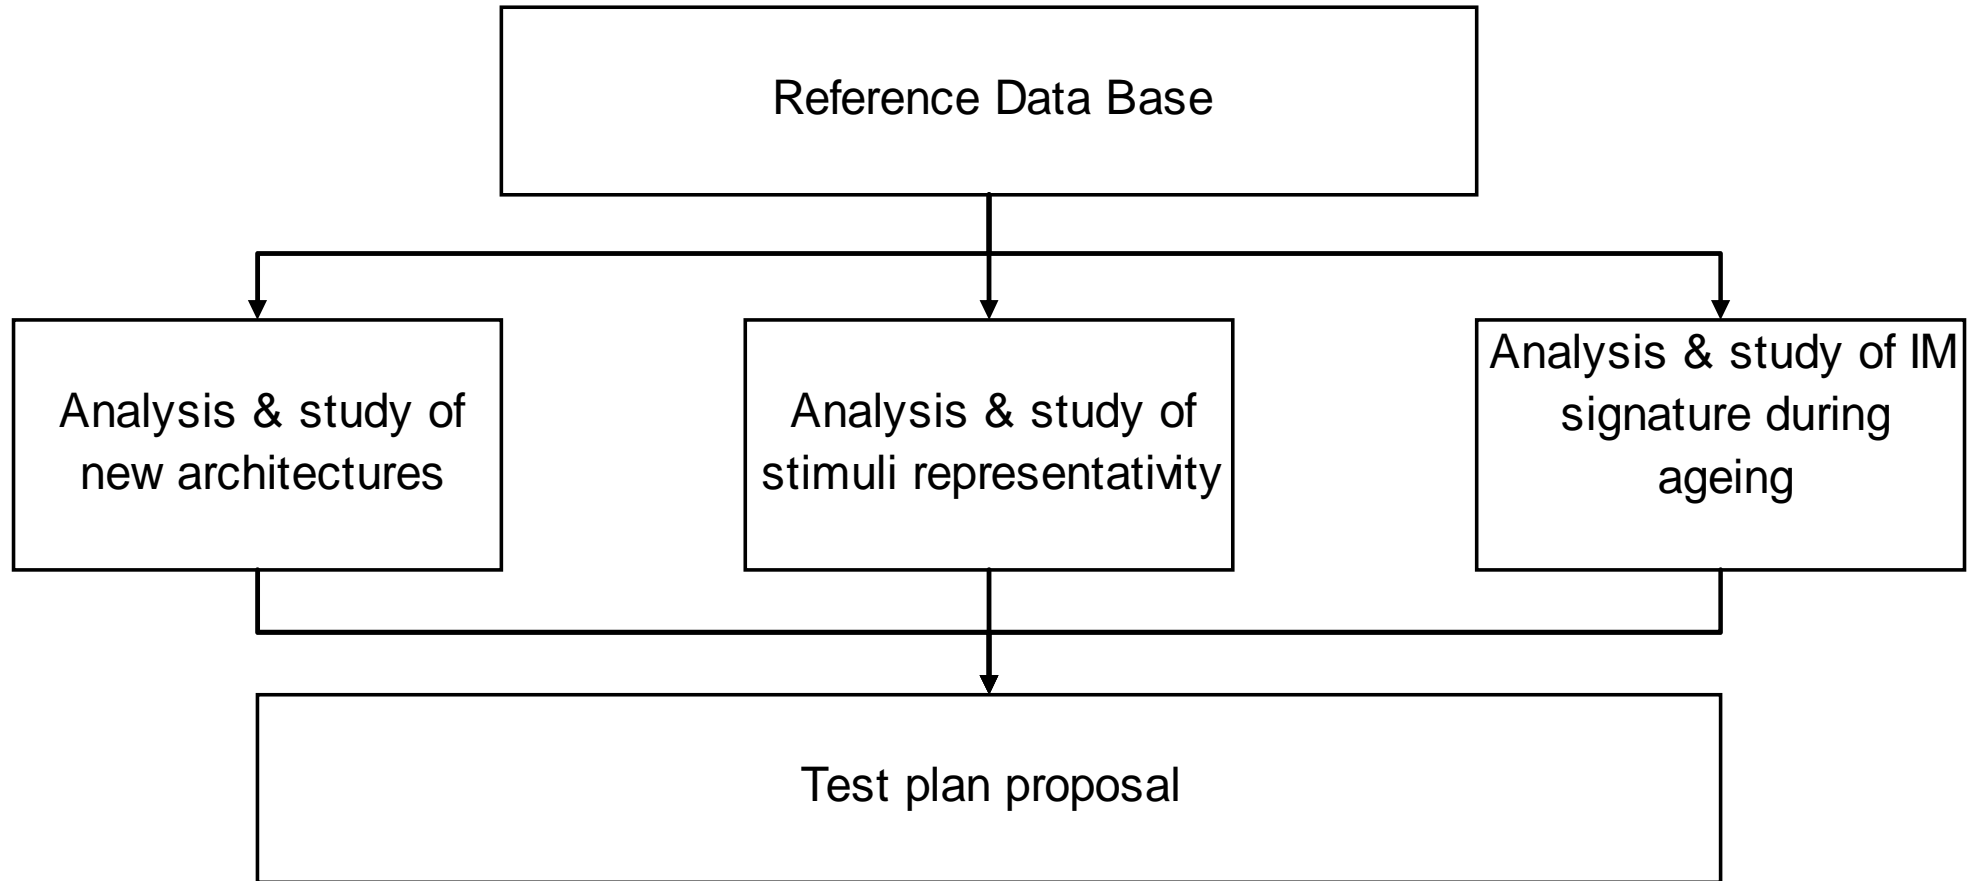 Reference Data Base
Analysis & study of
new architectures
Analysis & study of
stimuli representativity
Analysis & study of IM
signature during
ageing
Test plan proposal